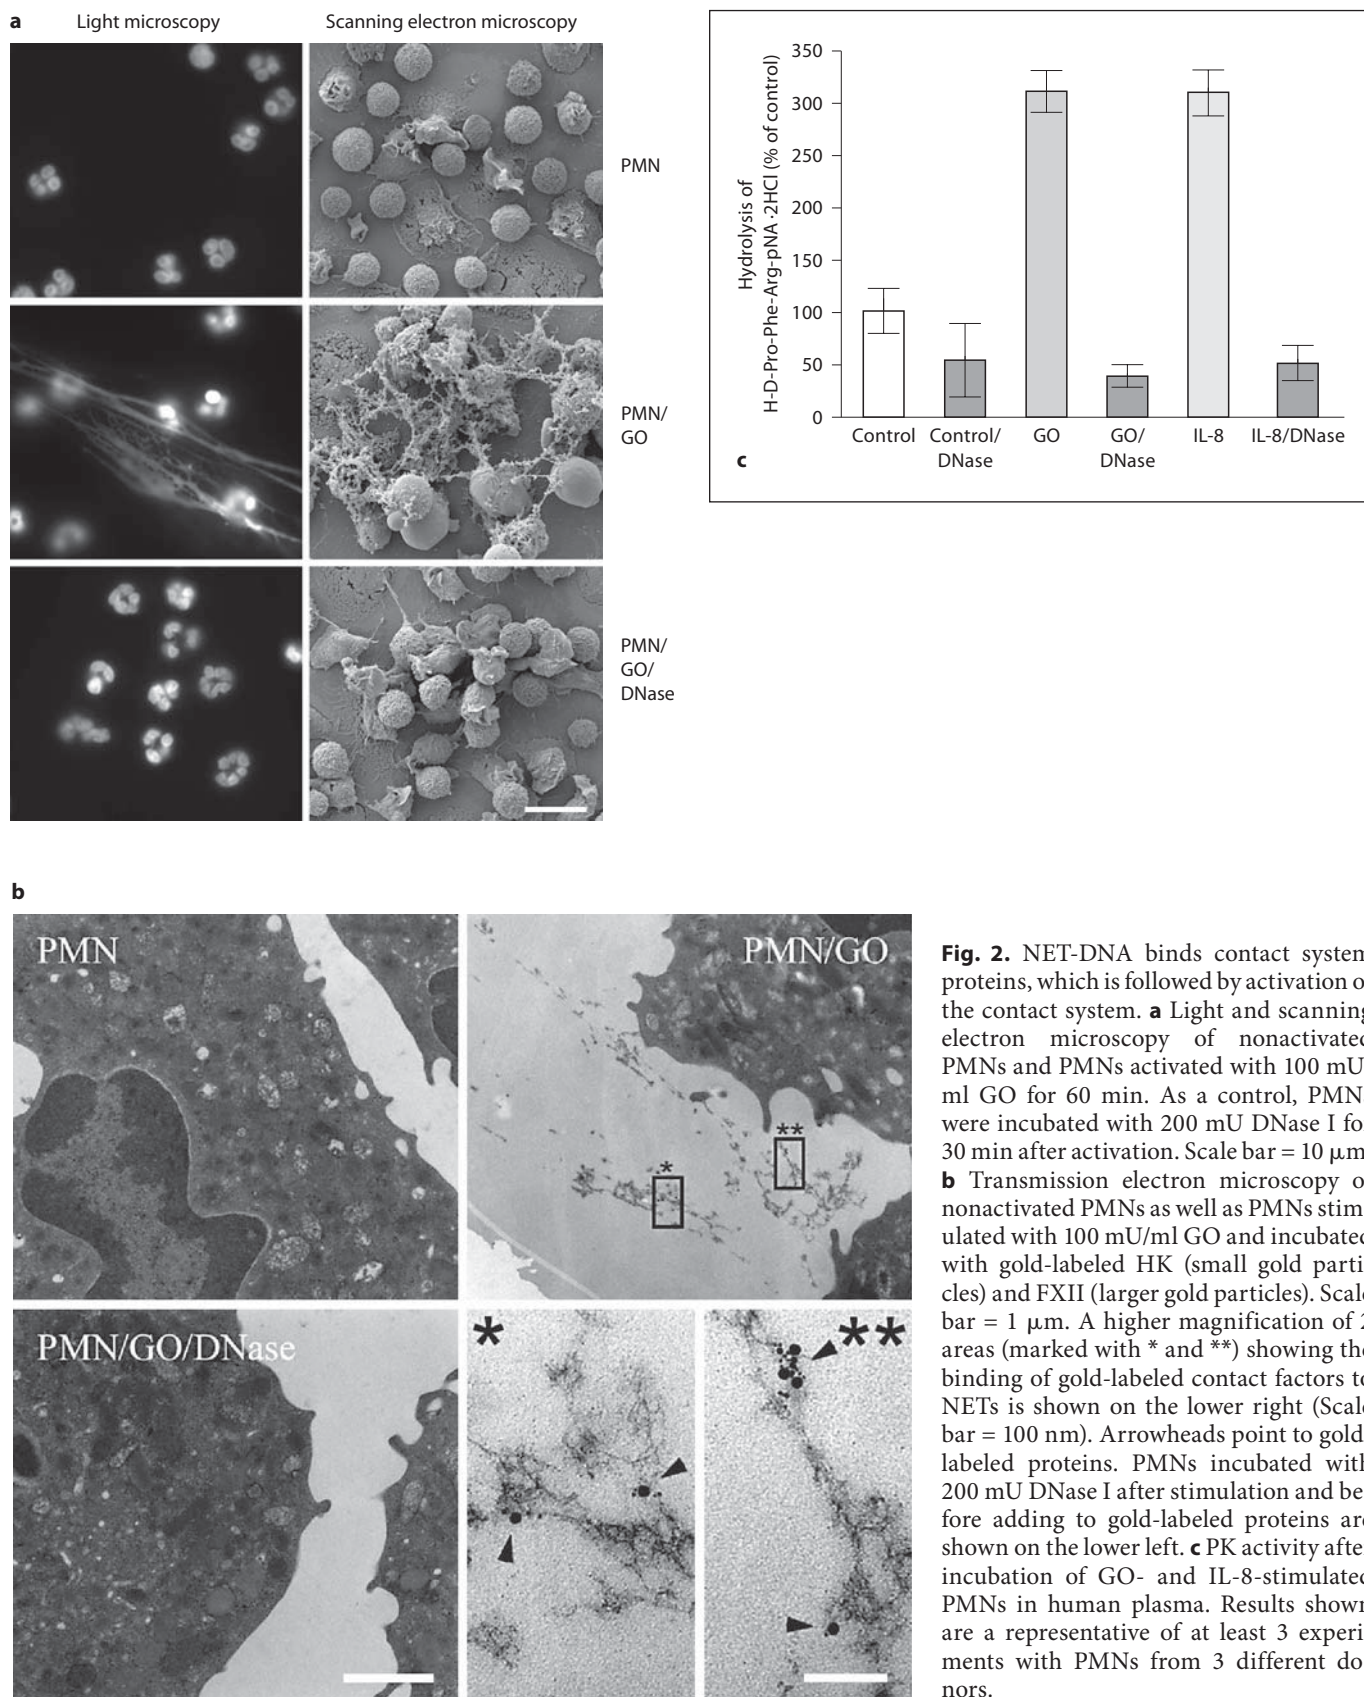 a
Light microscopy
Scanning electron microscopy
PMN
PMN/
GO
PMN/
GO/
DNase
Hydrolysis of
H-D-Pro-Phe-Arg-pNA·2HCl (% of control)
350
300
250
200
150
100
50
0
Control
Control/
DNase
GO
GO/
DNase
IL-8
IL-8/DNase
c
b
PMN
PMN/GO
*
**
PMN/GO/DNase
*
**
Fig. 2. NET-DNA binds contact system
proteins, which is followed by activation o
the contact system. a Light and scanning
electron microscopy of nonactivated
PMNs and PMNs activated with 100 mU
ml GO for 60 min. As a control, PMN
were incubated with 200 mU DNase I fo
30 min after activation. Scale bar = 10 μm
b Transmission electron microscopy o
nonactivated PMNs as well as PMNs stim
ulated with 100 mU/ml GO and incubated
with gold-labeled HK (small gold parti
cles) and FXII (larger gold particles). Scale
bar = 1 μm. A higher magnification of 2
areas (marked with * and **) showing the
binding of gold-labeled contact factors to
NETs is shown on the lower right (Scale
bar = 100 nm). Arrowheads point to gold
labeled proteins. PMNs incubated with
200 mU DNase I after stimulation and be
fore adding to gold-labeled proteins are
shown on the lower left. c PK activity after
incubation of GO- and IL-8-stimulated
PMNs in human plasma. Results shown
are a representative of at least 3 experi
ments with PMNs from 3 different do
nors.